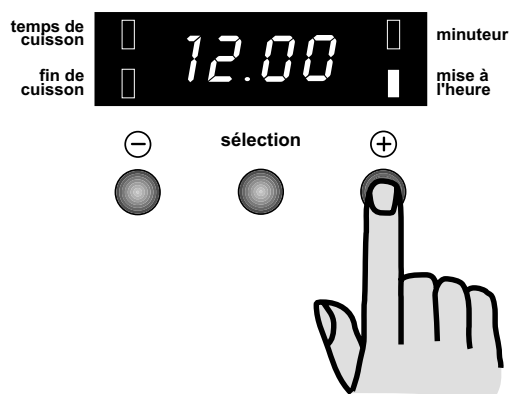 temps de
cuisson
12.00
minuteur
fin de
cuisson
mise à
l'heure
sélection